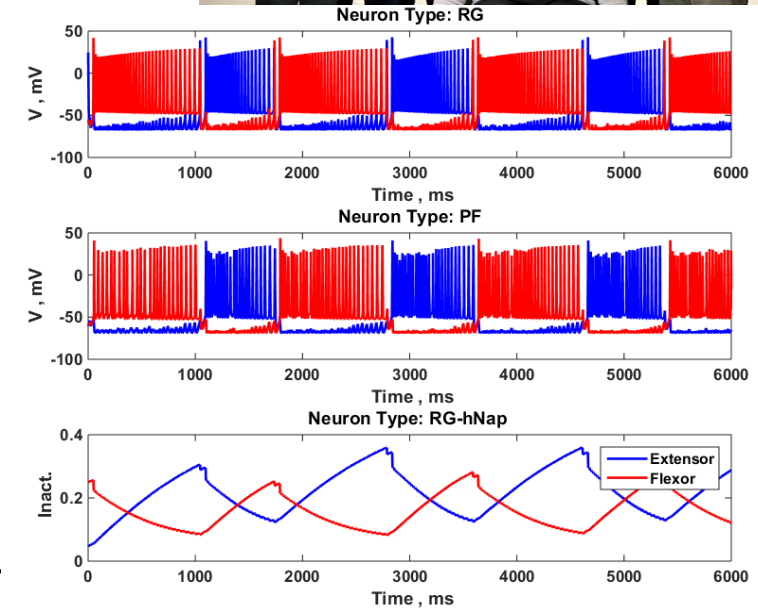 Neuron Type: RG
50
0
-50
-100
V , mV
0 1000 2000 3000 4000 5000 6000
Time , ms
Neuron Type: PF
50
0
-50
-100
V , mV
0 1000 2000 3000 4000 5000 6000
Time , ms
Neuron Type: RG-hNap
0.4
0.2
0
Inact.
Extensor
Flexor
0 1000 2000 3000 4000 5000 6000
Time , ms